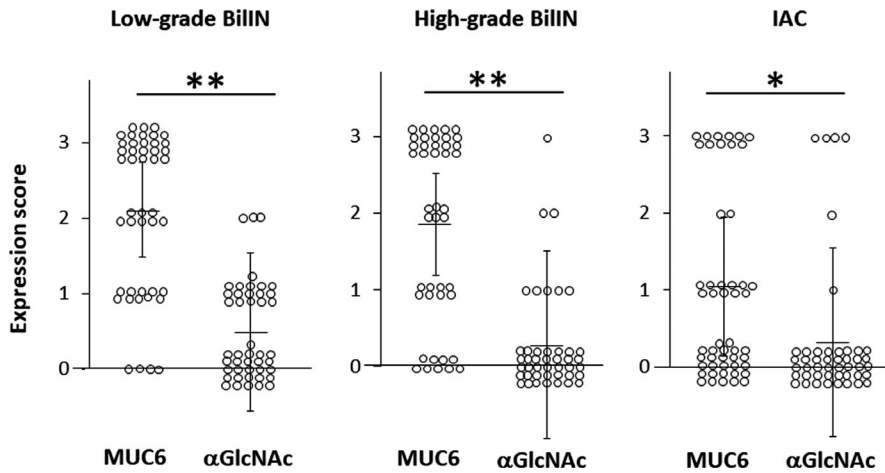 Low-grade BilIN
High-grade BilIN
IAC
**
**
*
Expression score
3
2
1
0
3
2
1
0
3
2
1
0
MUC6
αGlcNAc
MUC6
αGlcNAc
MUC6
αGlcNAc